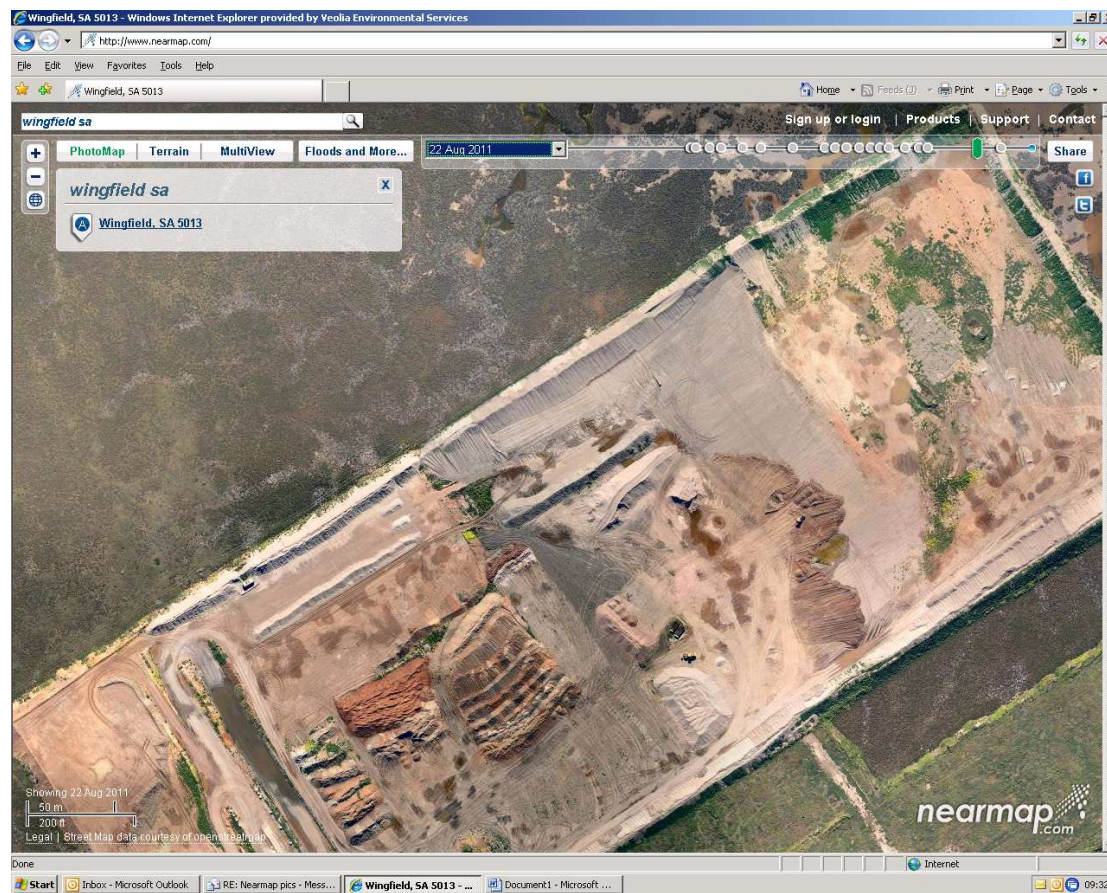 Wingfield, SA 5013 - Windows Internet Explorer provided by Veolia Environmental Services
http://www.nearmap.com/
File Edit View Favorites Tools Help
Wingfield, SA 5013
Home Feeds (J) Print Page Tools
wingfield sa
Sign up or login | Products | Support | Contact
PhotoMap Terrain MultiView Floods and More... 22 Aug 2011 Share
wingfield sa X
A Wingfield, SA 5013
Showing 22 Aug 2011
50 m
200 ft
Legal | Street Map data courtesy of openstreetmap
nearmap
.com
Done Internet
Start Inbox - Microsoft Outlook RE: Nearmap pics - Mess... Wingfield, SA 5013 - ... Document1 - Microsoft ... 09:32